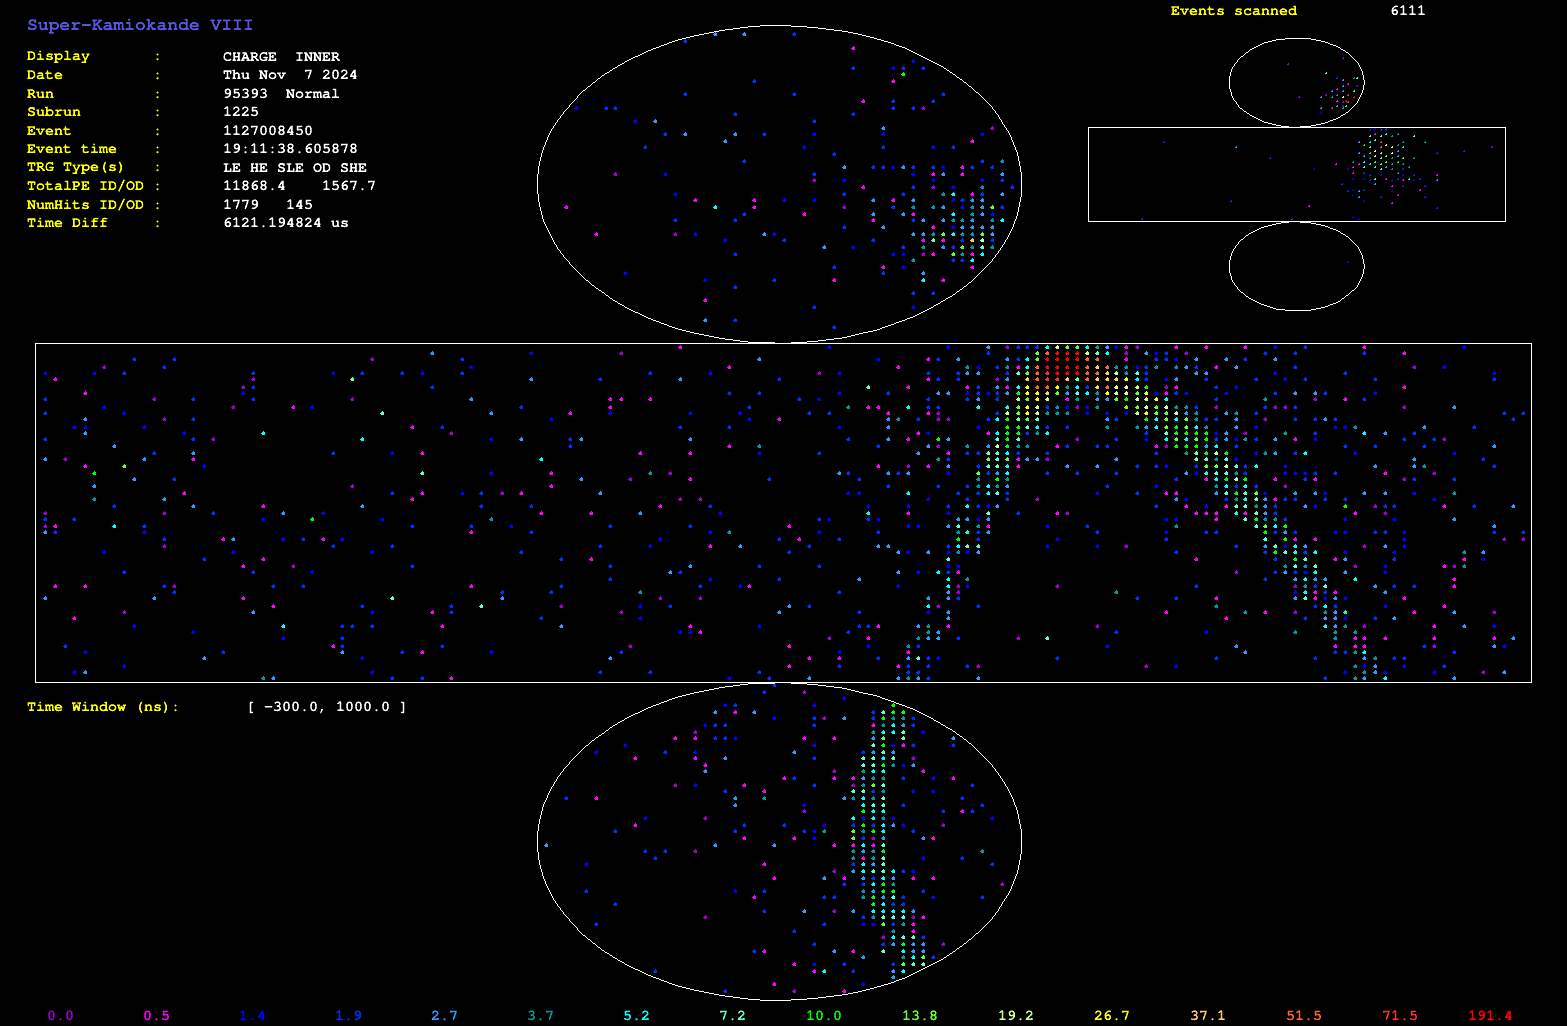 Super-Kamiokande VIII
Events scanned 6111
Display : CHARGE INNER
Date : Thu Nov 7 2024
Run : 95393 Normal
Subrun : 1225
Event : 1127008450
Event time : 19:11:38.605878
TRG Type(s) : LE HE SLE OD SHE
TotalPE ID/OD : 11868.4 1567.7
NumHits ID/OD : 1779 145
Time Diff : 6121.194824 us
Time Window (ns): [ -300.0, 1000.0 ]
0.0 0.5 1.4 1.9 2.7 3.7 5.2 7.2 10.0 13.8 19.2 26.7 37.1 51.5 71.5 191.4